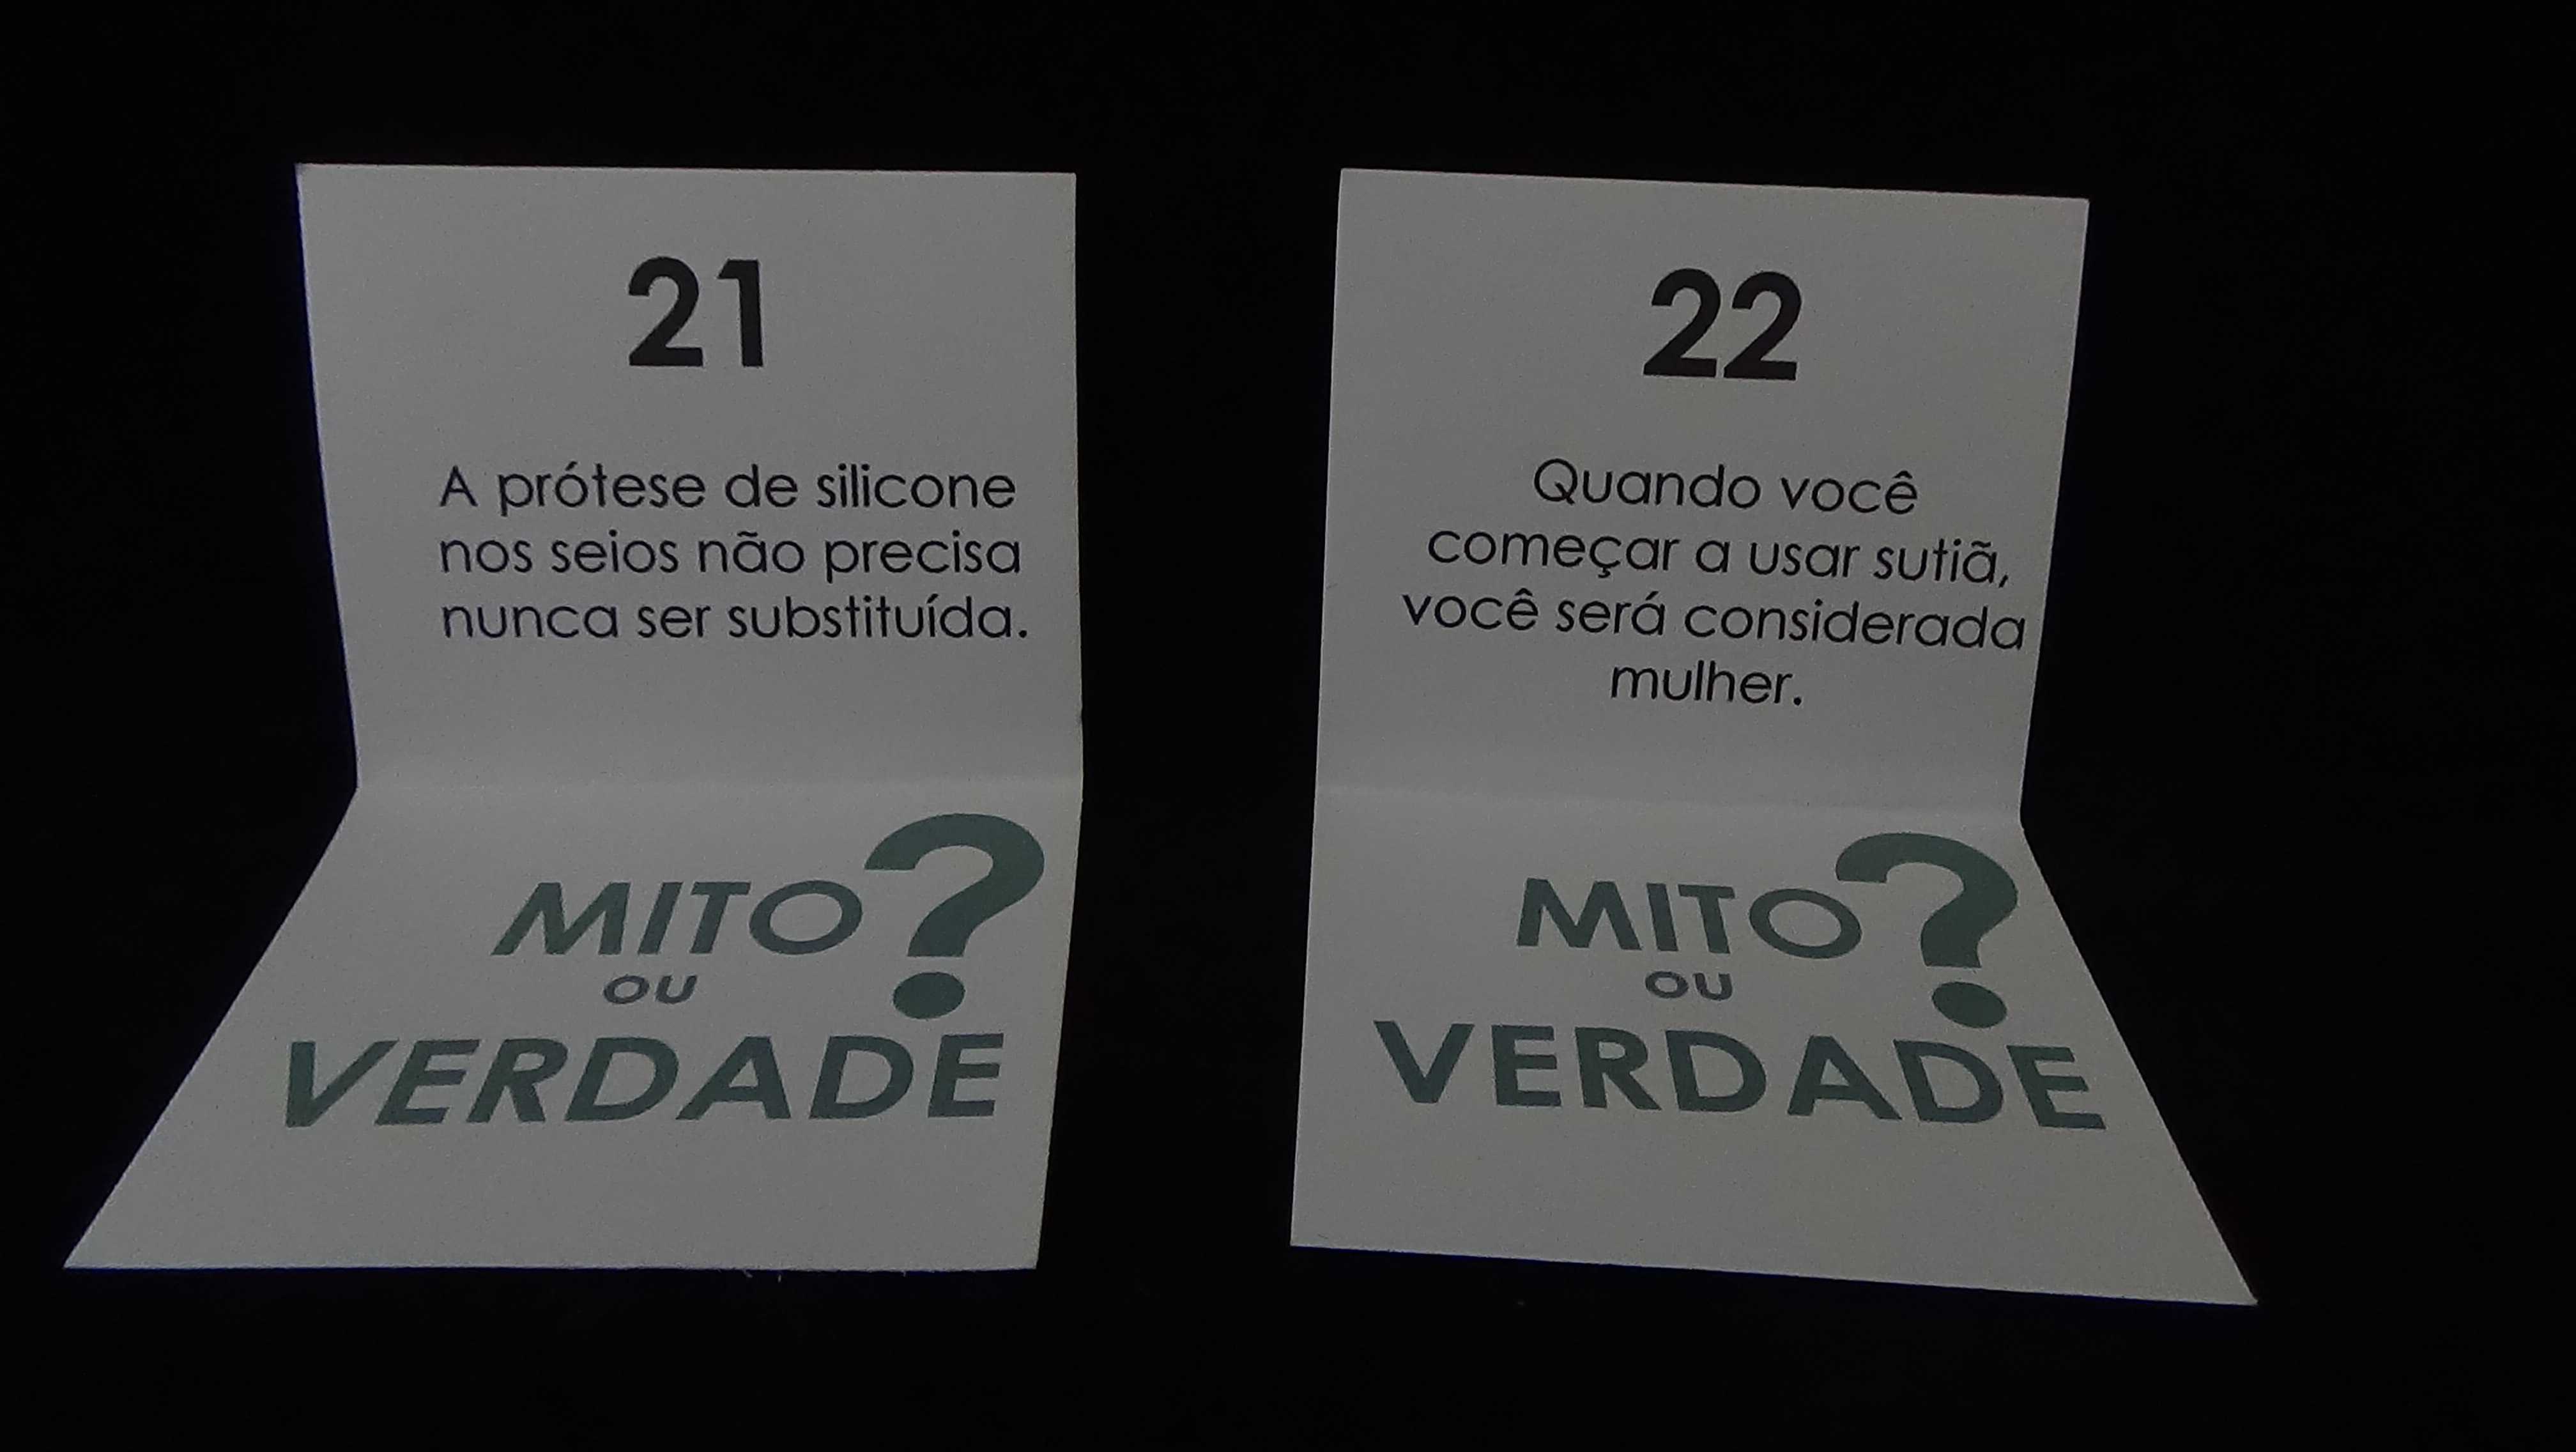 21
A prótese de silicone
nos seios não precisa
nunca ser substituída.
MITO?
OU
VERDADE
22
Quando você
começar a usar sutiã,
você será considerada
mulher.
MITO?
OU
VERDADE